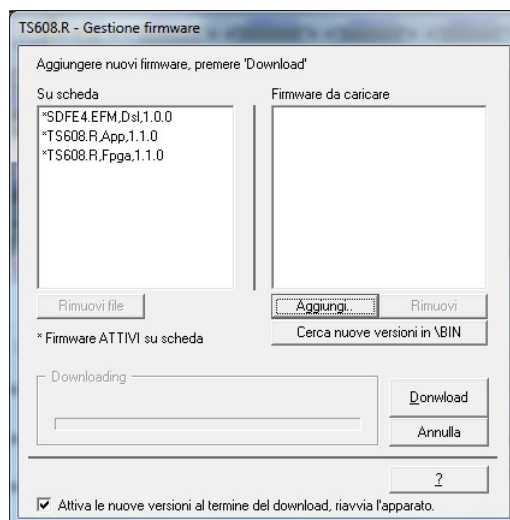 TS608.R - Gestione firmware
Aggiungere nuovi firmware, premere 'Download'
Su scheda
Firmware da caricare
*SDFE4.EFM,Dsl,1.0.0
*TS608.R,App,1.1.0
*TS608.R,Fpga,1.1.0
Rimuovi file
Aggiungi..
Rimuovi
* Firmware ATTIVI su scheda
Cerca nuove versioni in \BIN
Downloading
Donwload
Annulla
?
Attiva le nuove versioni al termine del download, riavvia l'apparato.